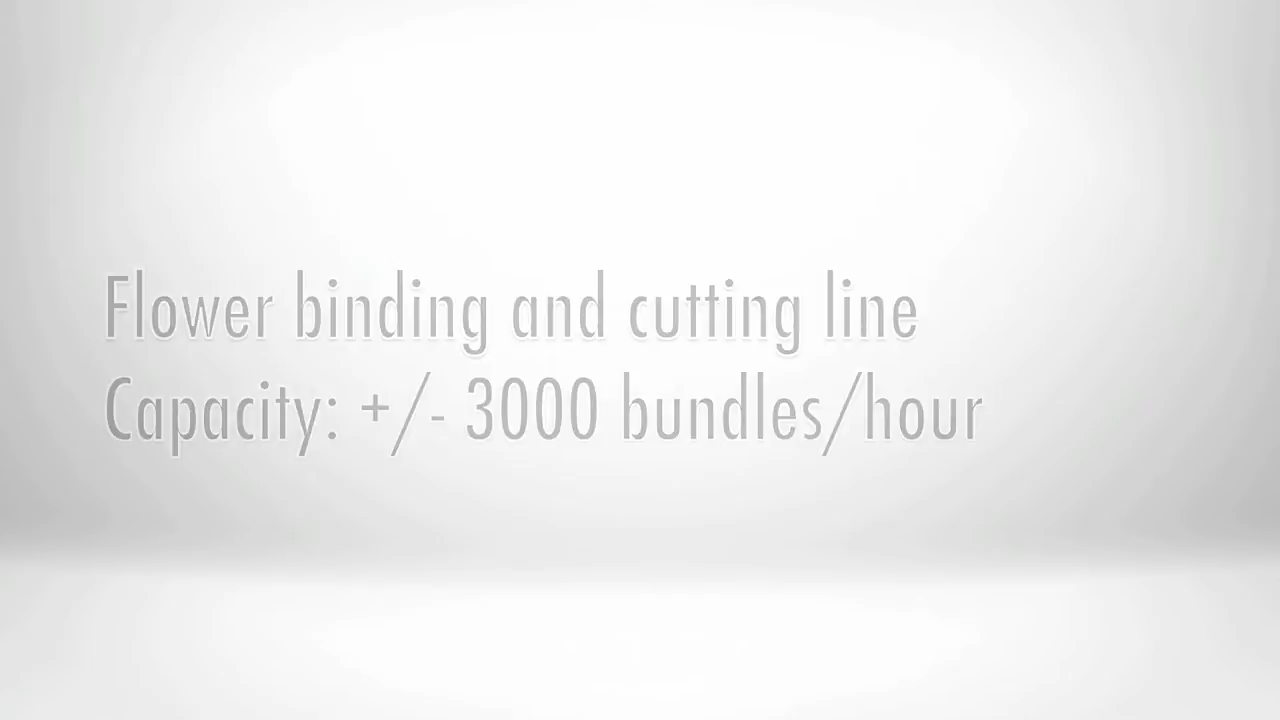 Flower binding and cutting line
Capacity: +/- 3000 bundles/hour